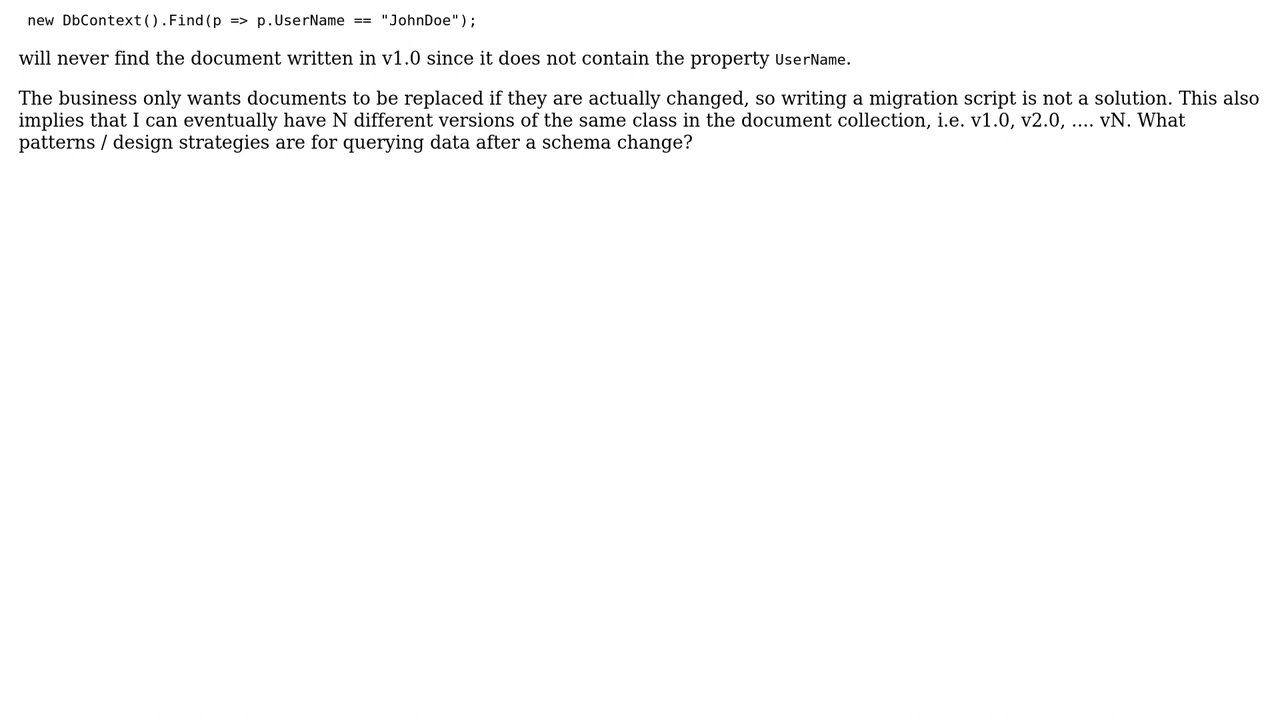 new DbContext().Find(p => p.UserName == "JohnDoe");
will never find the document written in v1.0 since it does not contain the property UserName.
The business only wants documents to be replaced if they are actually changed, so writing a migration script is not a solution. This also
implies that I can eventually have N different versions of the same class in the document collection, i.e. v1.0, v2.0, .... vN. What
patterns / design strategies are for querying data after a schema change?